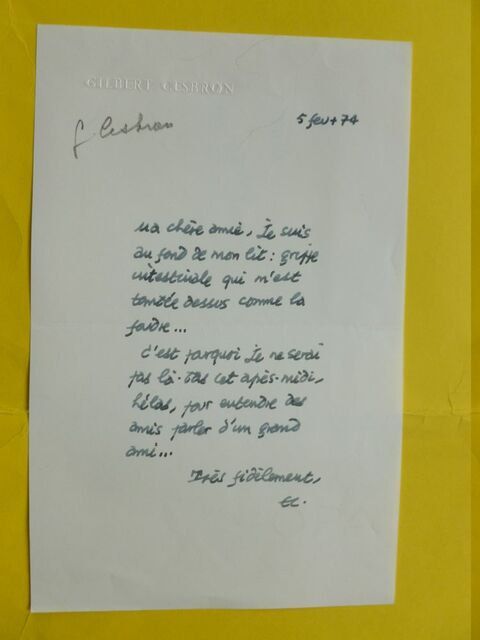 GILBERT CESBRON
G Cesbron
5 fev 74
Ma chère amie, Je suis
au fond de mon lit : grippe
intestinale qui m'est
tombée dessus comme la
foudre...
C'est pourquoi Je ne serai
pas là-bas cet après-midi,
hélas, pour entendre des
amis parler d'un grand
ami...
Très fidèlement,